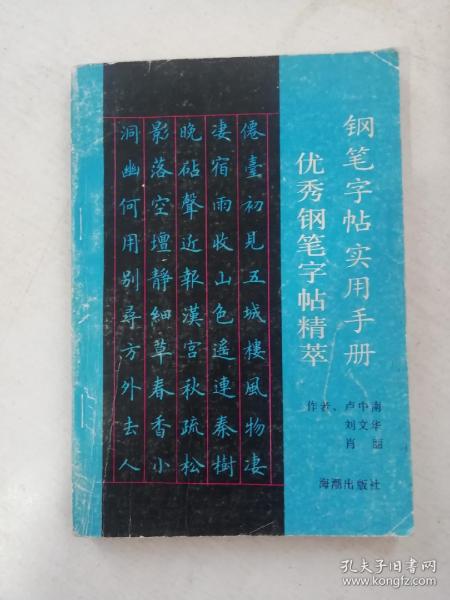 钢笔字帖实用手册
优秀钢笔字帖精萃
作者、卢中南
刘文华
肖
海潮出版社
僊臺初見五城樓風物凄
凄宿雨收山色遙連秦樹
晚砧聲近報漢宮秋疏松
影落空壇靜細草春香小
洞幽何用别尋方外去人
孔夫子旧书网
www.kongfz.com